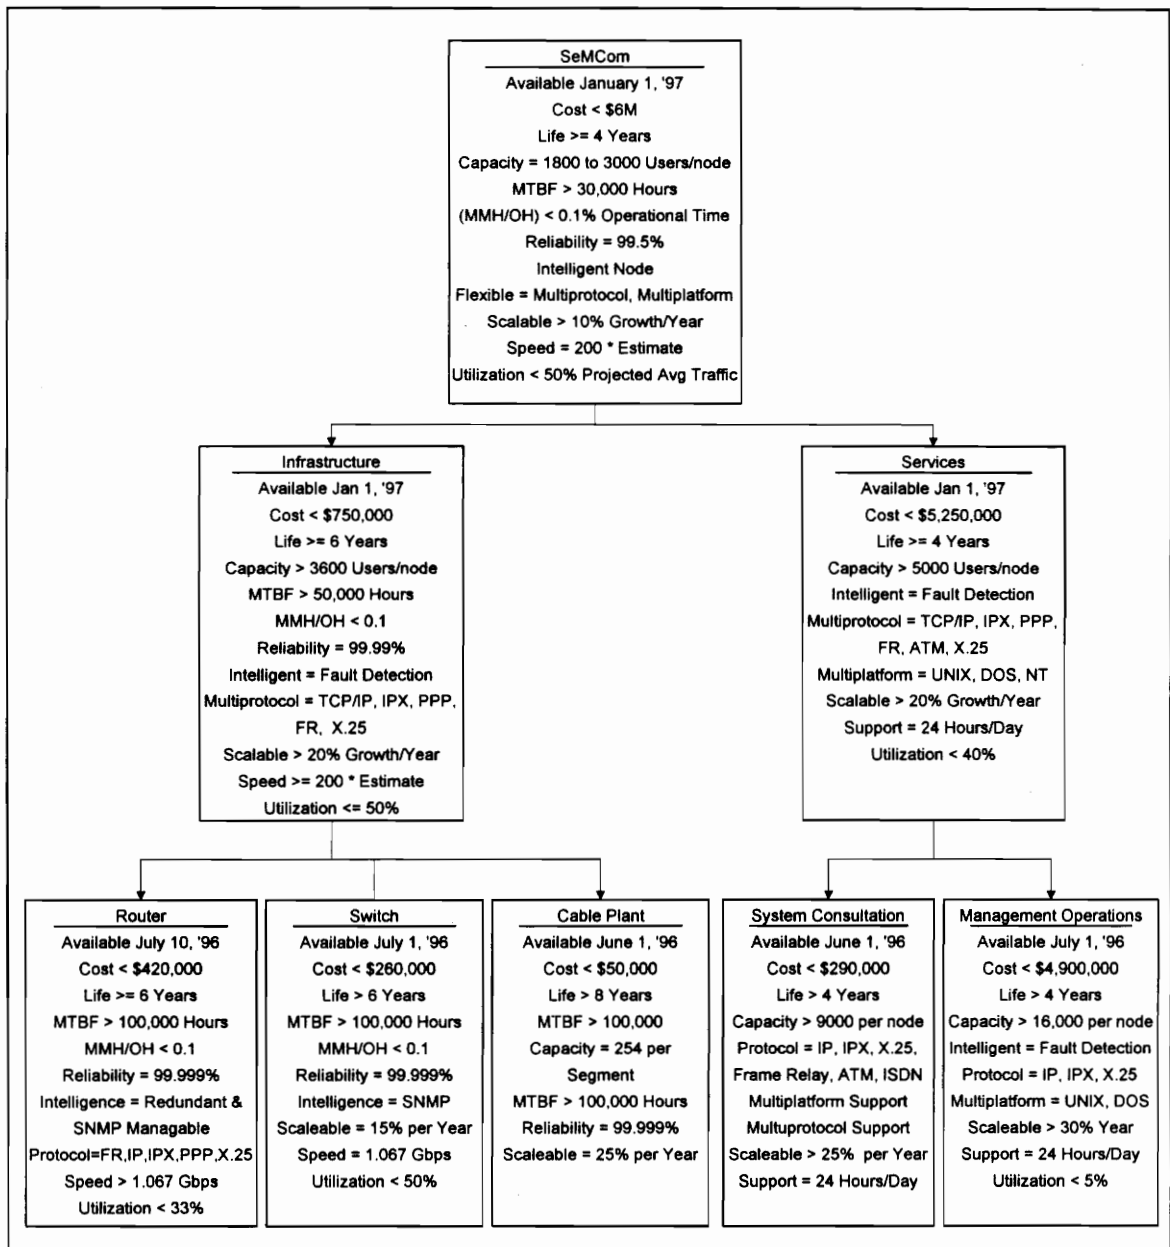 SeMCom
Available January 1, '97
Cost < $6M
Life >= 4 Years
Capacity = 1800 to 3000 Users/node
MTBF > 30,000 Hours
(MMH/OH) < 0.1% Operational Time
Reliability = 99.5%
Intelligent Node
Flexible = Multiprotocol, Multiplatform
Scalable > 10% Growth/Year
Speed = 200 * Estimate
Utilization < 50% Projected Avg Traffic
Infrastructure
Available Jan 1, '97
Cost < $750,000
Life >= 6 Years
Capacity > 3600 Users/node
MTBF > 50,000 Hours
MMH/OH < 0.1
Reliability = 99.99%
Intelligent = Fault Detection
Multiprotocol = TCP/IP, IPX, PPP,
FR, X.25
Scalable > 20% Growth/Year
Speed >= 200 * Estimate
Utilization <= 50%
Services
Available Jan 1, '97
Cost < $5,250,000
Life >= 4 Years
Capacity > 5000 Users/node
Intelligent = Fault Detection
Multiprotocol = TCP/IP, IPX, PPP,
FR, ATM, X.25
Multiplatform = UNIX, DOS, NT
Scalable > 20% Growth/Year
Support = 24 Hours/Day
Utilization < 40%
Router
Available July 10, '96
Cost < $420,000
Life >= 6 Years
MTBF > 100,000 Hours
MMH/OH < 0.1
Reliability = 99.999%
Intelligence = Redundant &
SNMP Managable
Protocol=FR,IP,IPX,PPP,X.25
Speed > 1.067 Gbps
Utilization < 33%
Switch
Available July 1, '96
Cost < $260,000
Life > 6 Years
MTBF > 100,000 Hours
MMH/OH < 0.1
Reliability = 99.999%
Intelligence = SNMP
Scaleable = 15% per Year
Speed = 1.067 Gbps
Utilization < 50%
Cable Plant
Available June 1, '96
Cost < $50,000
Life > 8 Years
MTBF > 100,000
Capacity = 254 per
Segment
MTBF > 100,000 Hours
Reliability = 99.999%
Scaleable = 25% per Year
System Consultation
Available June 1, '96
Cost < $290,000
Life > 4 Years
Capacity > 9000 per node
Protocol = IP, IPX, X.25,
Frame Relay, ATM, ISDN
Multiplatform Support
Multuprotocol Support
Scaleable > 25% per Year
Support = 24 Hours/Day
Management Operations
Available July 1, '96
Cost < $4,900,000
Life > 4 Years
Capacity > 16,000 per node
Intelligent = Fault Detection
Protocol = IP, IPX, X.25
Multiplatform = UNIX, DOS
Scaleable > 30% Year
Support = 24 Hours/Day
Utilization < 5%